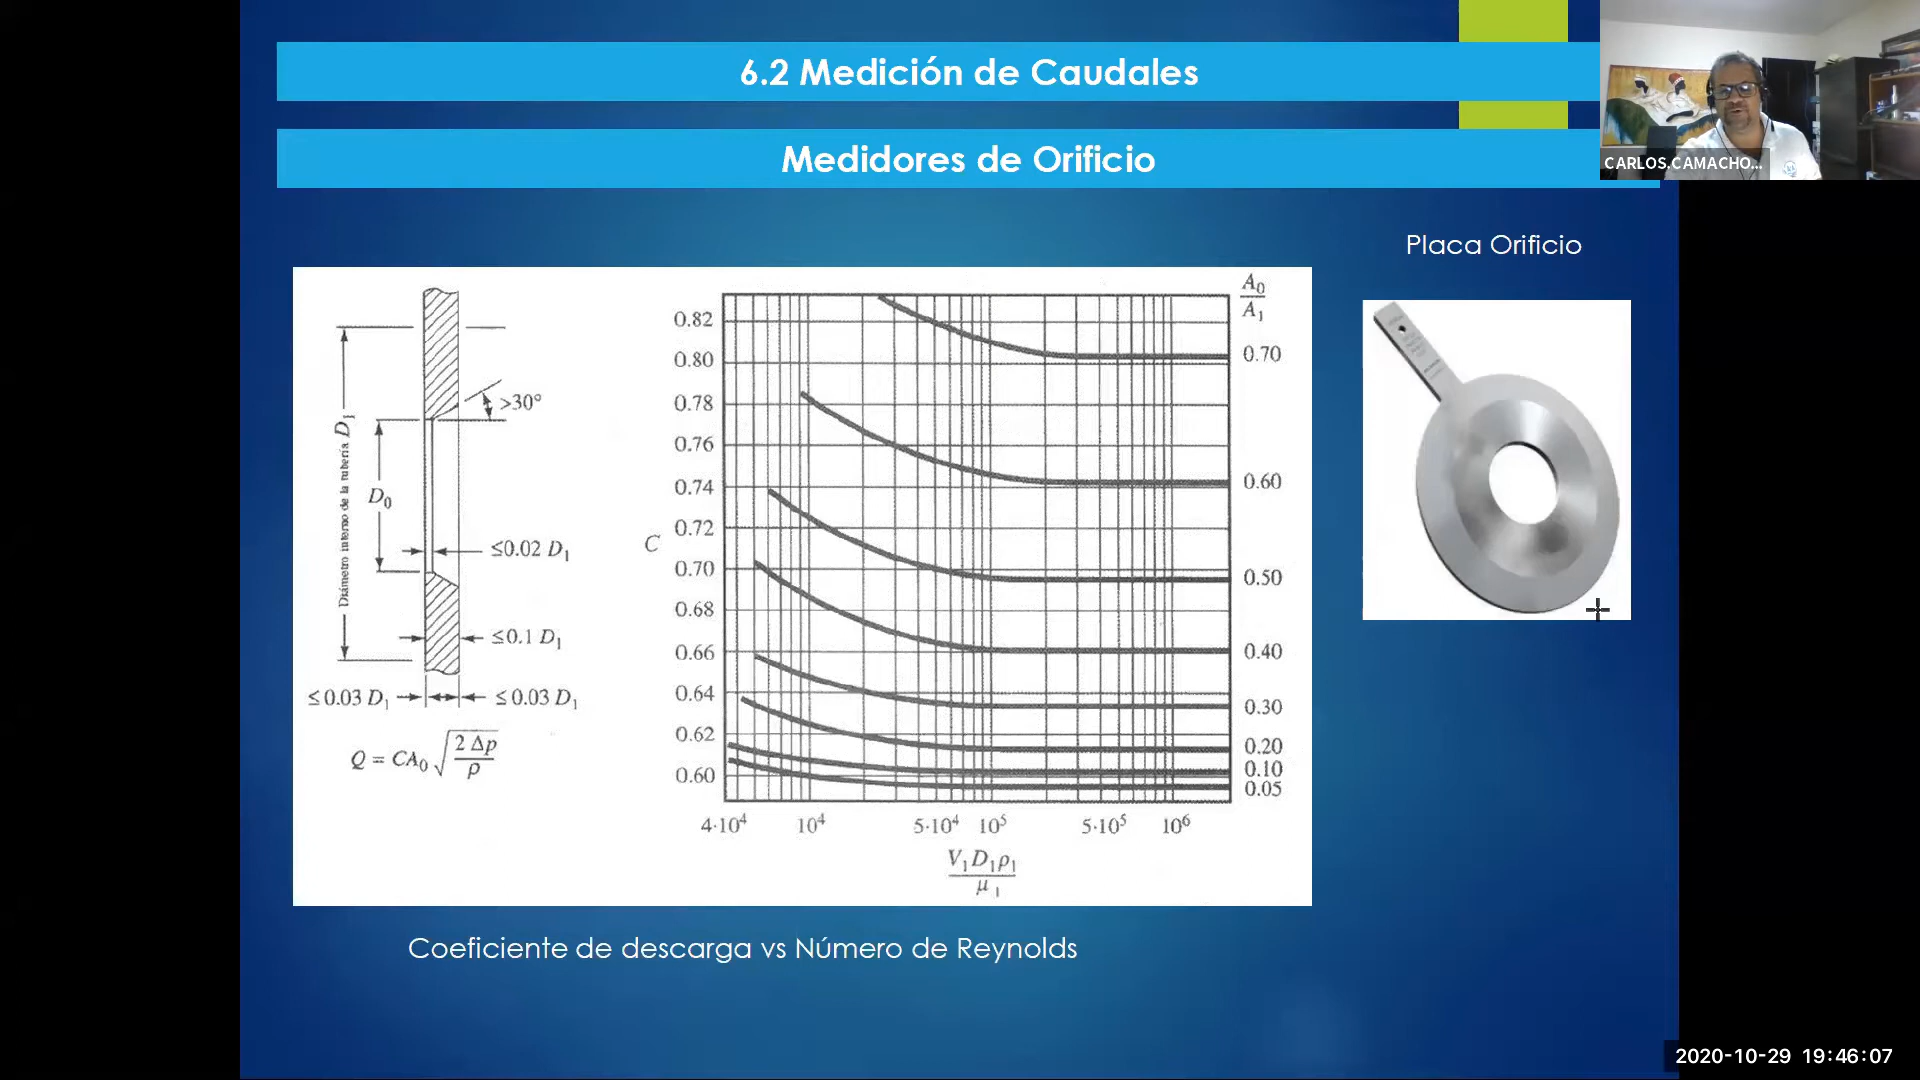 6.2 Medición de Caudales
Medidores de Orificio
CARLOS.CAMACHO...
Placa Orificio
Diámetro interno de la tubería D₁
>30°
D₀
≤0.02 D₁
≤0.1 D₁
≤0.03 D₁
≤0.03 D₁
Q = CA₀ √(2 Δp / ρ)
C
0.82
0.80
0.78
0.76
0.74
0.72
0.70
0.68
0.66
0.64
0.62
0.60
A₀
A₁
0.70
0.60
0.50
0.40
0.30
0.20
0.10
0.05
4·10⁴ 10⁴ 5·10⁴ 10⁵ 5·10⁵ 10⁶
V₁D₁ρ₁
μ₁
Coeficiente de descarga vs Número de Reynolds
2020-10-29 19:46:07